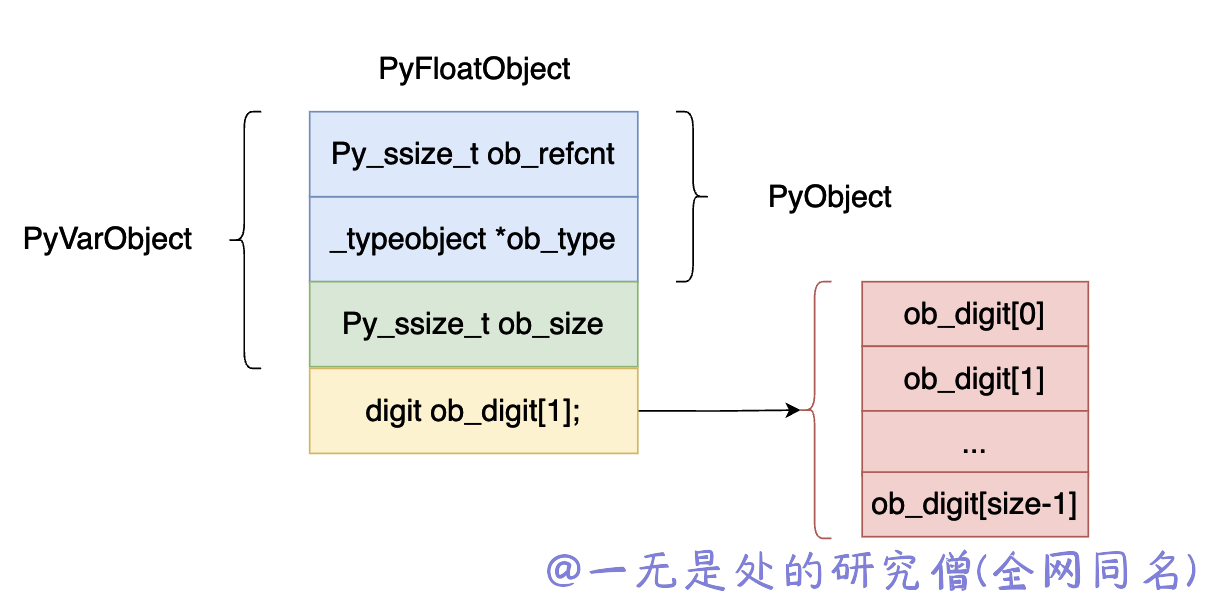 PyFloatObject
Py_ssize_t ob_refcnt
PyObject
_typeobject *ob_type
PyVarObject
Py_ssize_t ob_size
digit ob_digit[1];
ob_digit[0]
ob_digit[1]
...
ob_digit[size-1]
@一无是处的研究僧(全网同名)